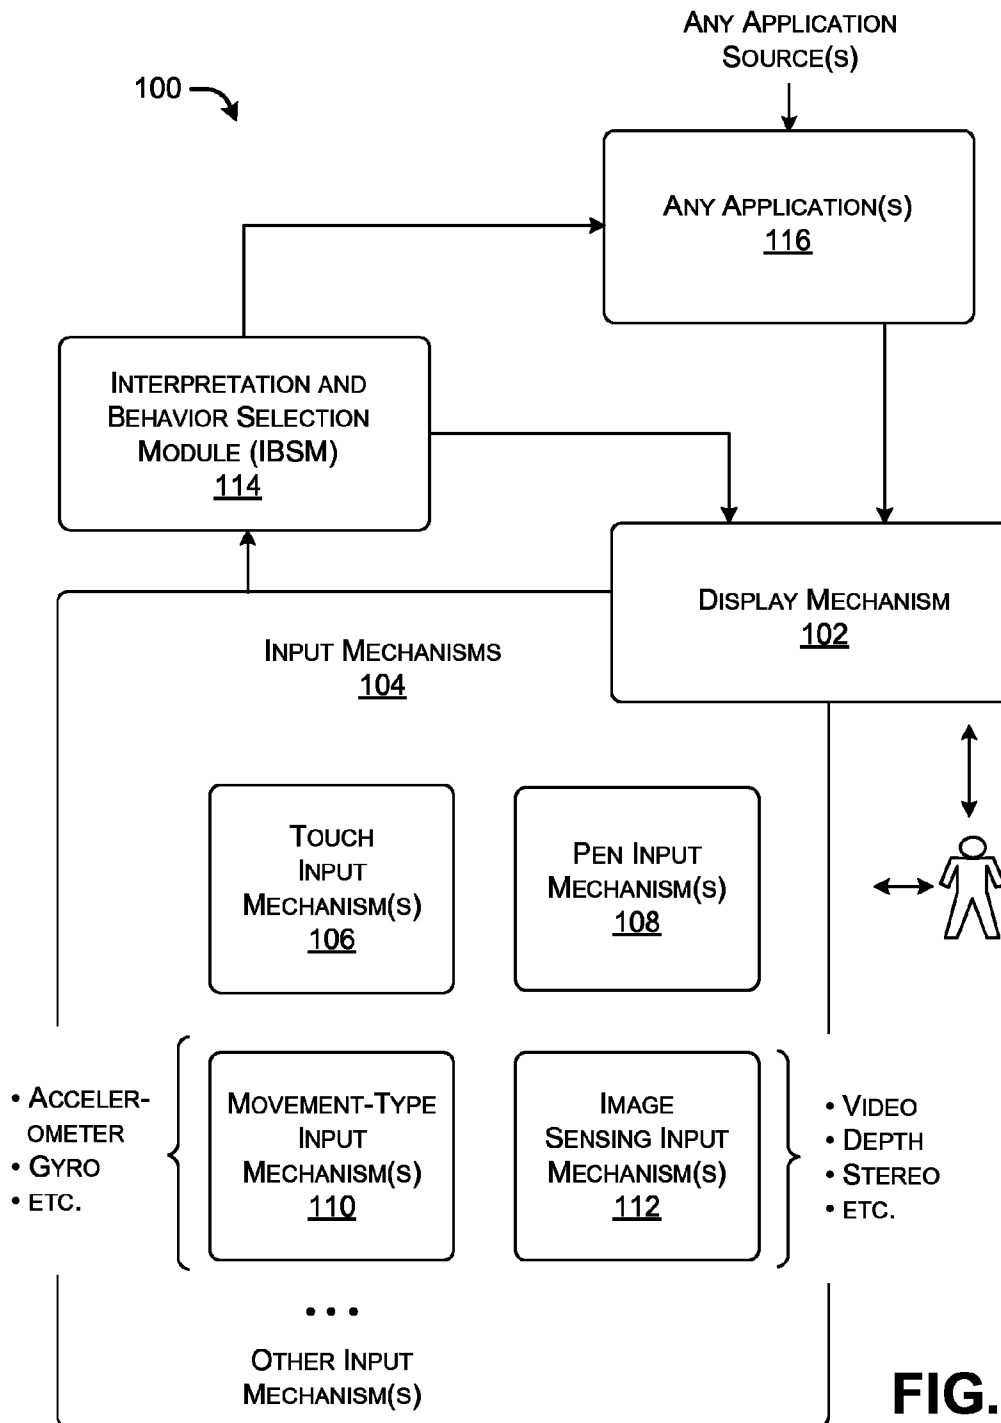 ANY APPLICATION
SOURCE(S)
100
ANY APPLICATION(S)
116
INTERPRETATION AND
BEHAVIOR SELECTION
MODULE (IBSM)
114
DISPLAY MECHANISM
102
INPUT MECHANISMS
104
TOUCH
INPUT
MECHANISM(S)
106
PEN INPUT
MECHANISM(S)
108
• ACCELER-
OMETER
• GYRO
• ETC.
MOVEMENT-TYPE
INPUT
MECHANISM(S)
110
IMAGE
SENSING INPUT
MECHANISM(S)
112
• VIDEO
• DEPTH
• STEREO
• ETC.
• • •
OTHER INPUT
MECHANISM(S)
FIG.